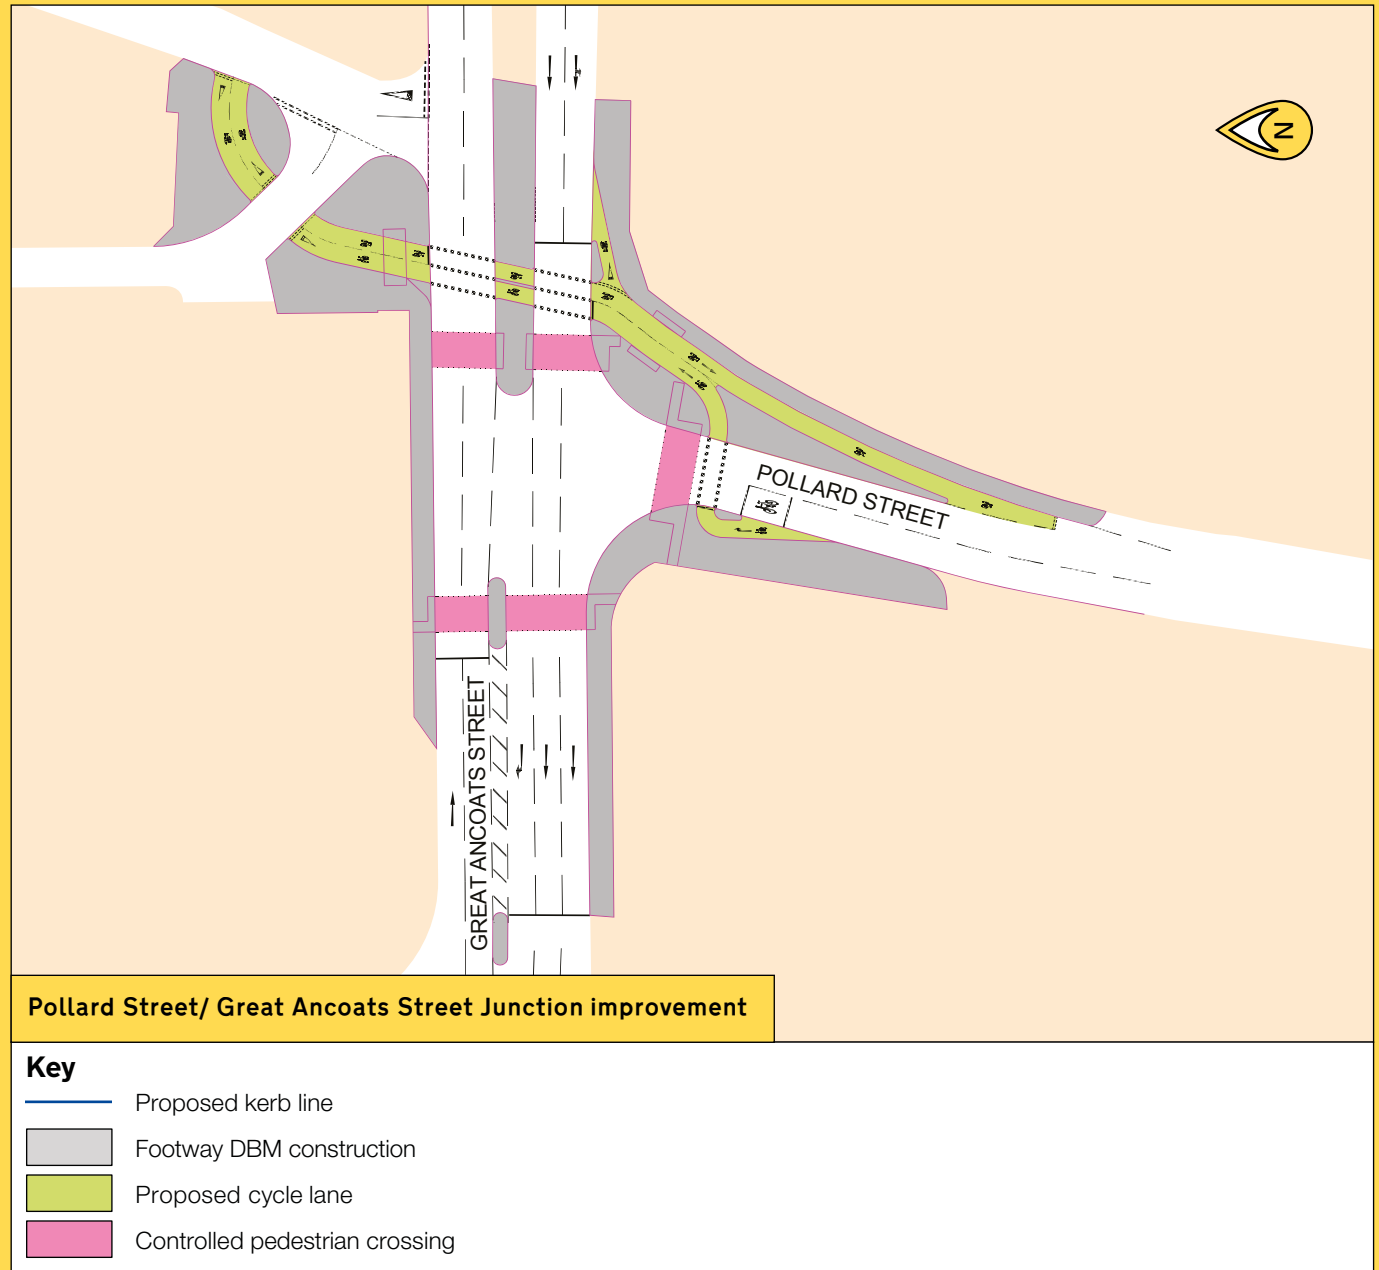 N
POLLARD STREET
GREAT ANCOATS STREET
Pollard Street/ Great Ancoats Street Junction improvement
Key
Proposed kerb line
Footway DBM construction
Proposed cycle lane
Controlled pedestrian crossing